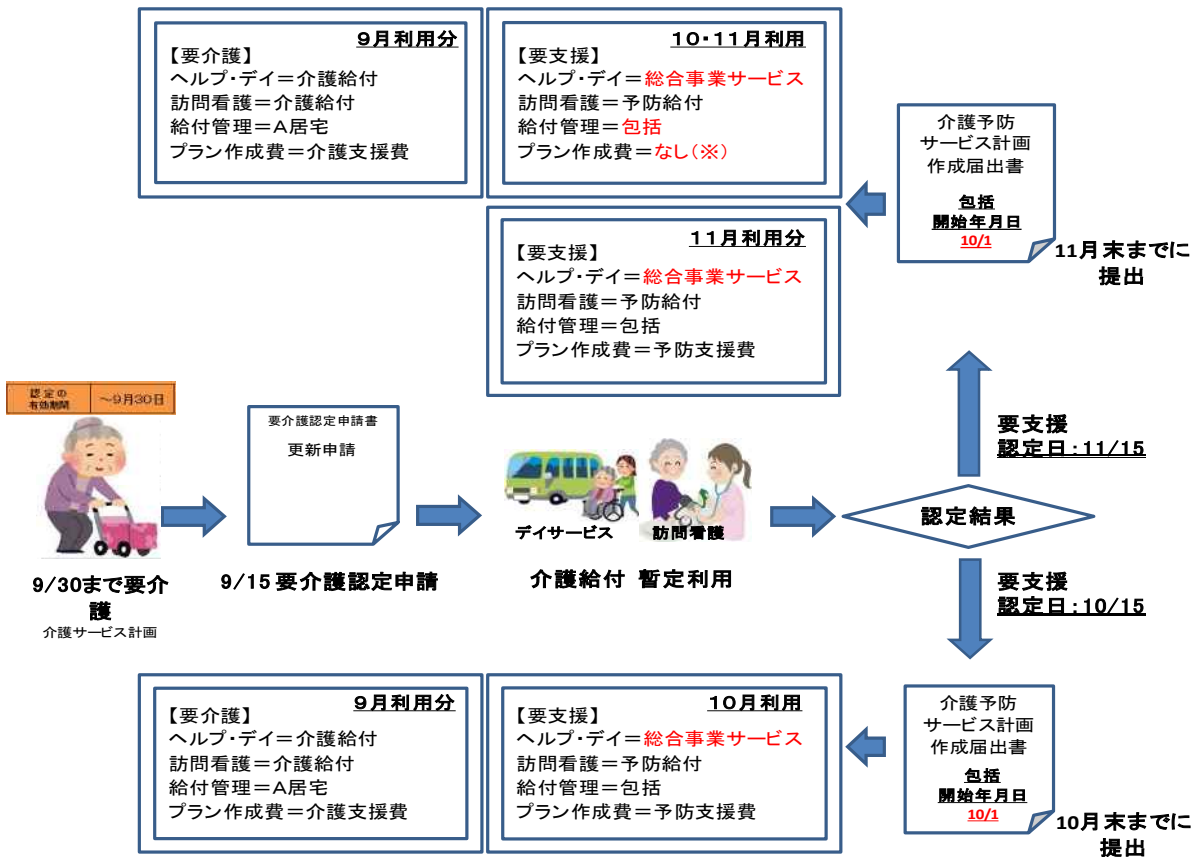 9月利用分
【要介護】
ヘルプ・デイ＝介護給付
訪問看護＝介護給付
給付管理＝A居宅
プラン作成費＝介護支援費
10・11月利用
【要支援】
ヘルプ・デイ＝総合事業サービス
訪問看護＝予防給付
給付管理＝包括
プラン作成費＝なし（※）
介護予防
サービス計画
作成届出書
包括
開始年月日
10/1
11月末までに
提出
11月利用分
【要支援】
ヘルプ・デイ＝総合事業サービス
訪問看護＝予防給付
給付管理＝包括
プラン作成費＝予防支援費
認定の
有効期間
～9月30日
9/30まで要介
護
介護サービス計画
要介護認定申請書
更新申請
9/15 要介護認定申請
デイサービス
訪問看護
介護給付 暫定利用
要支援
認定日：11/15
認定結果
要支援
認定日：10/15
9月利用分
【要介護】
ヘルプ・デイ＝介護給付
訪問看護＝介護給付
給付管理＝A居宅
プラン作成費＝介護支援費
10月利用
【要支援】
ヘルプ・デイ＝総合事業サービス
訪問看護＝予防給付
給付管理＝包括
プラン作成費＝予防支援費
介護予防
サービス計画
作成届出書
包括
開始年月日
10/1
10月末までに
提出